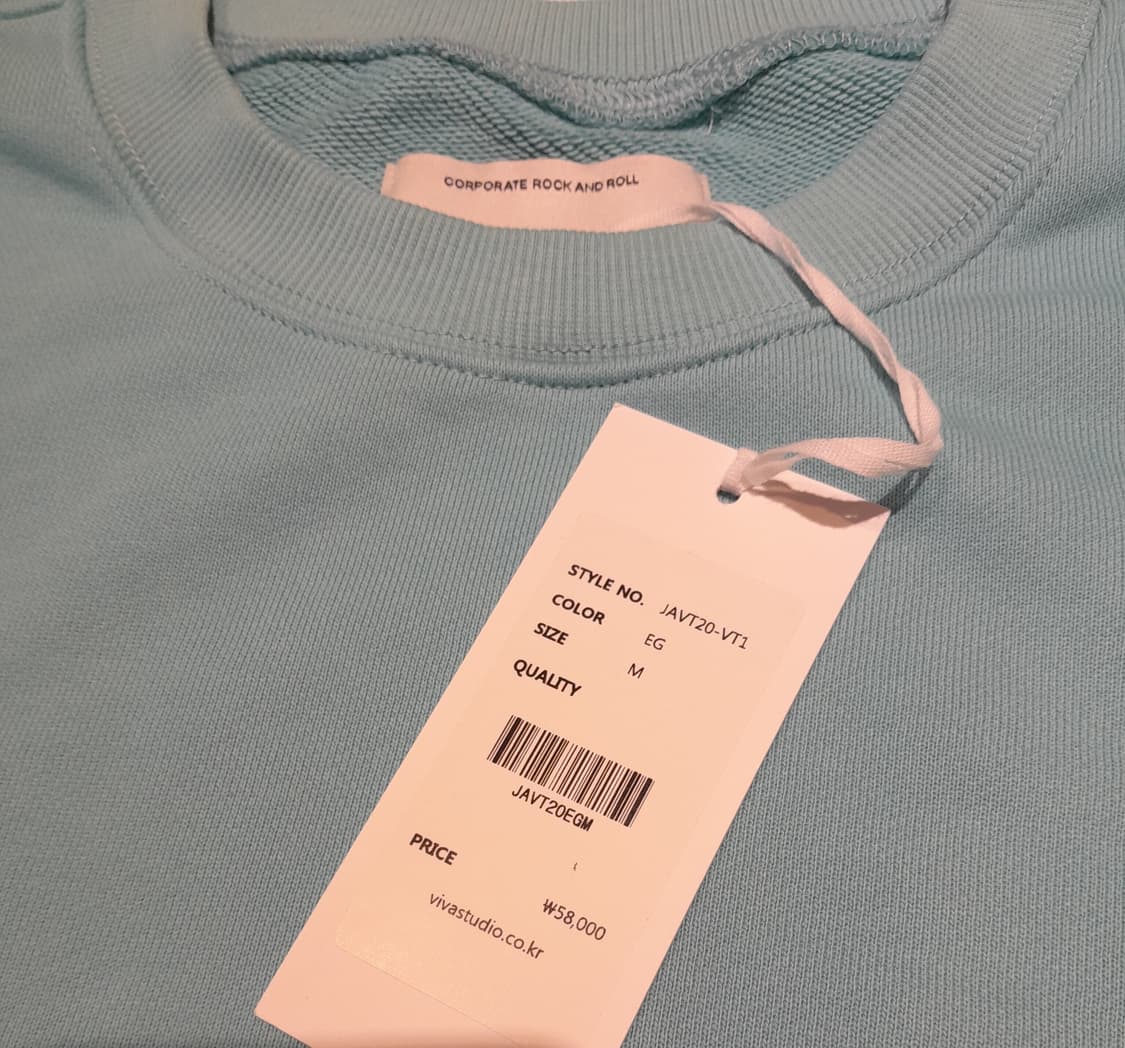 CORPORATE ROCK AND ROLL
STYLE NO. JAVT20-VT1
COLOR EG
SIZE M
QUALITY
JAVT20EGM
PRICE
₩58,000
vivastudio.co.kr